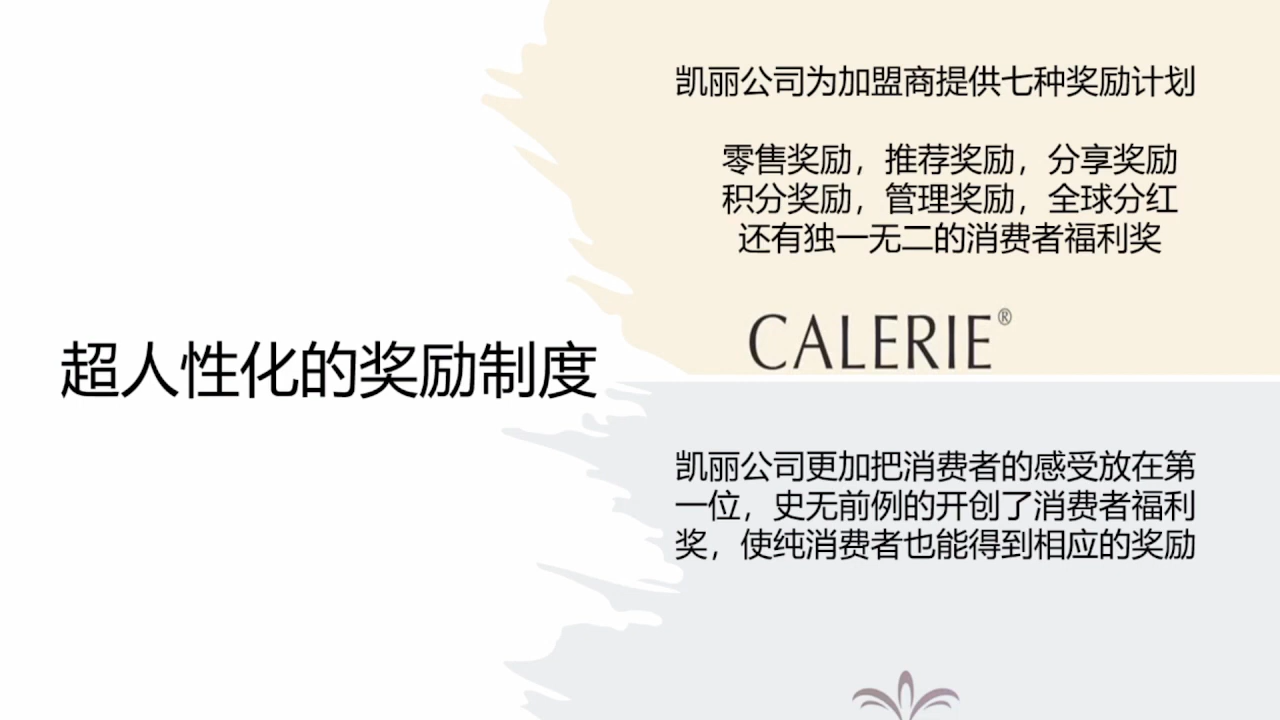 超人性化的奖励制度
凯丽公司为加盟商提供七种奖励计划
零售奖励，推荐奖励，分享奖励
积分奖励，管理奖励，全球分红
还有独一无二的消费者福利奖
CALERIE®
凯丽公司更加把消费者的感受放在第
一位，史无前例的开创了消费者福利
奖，使纯消费者也能得到相应的奖励